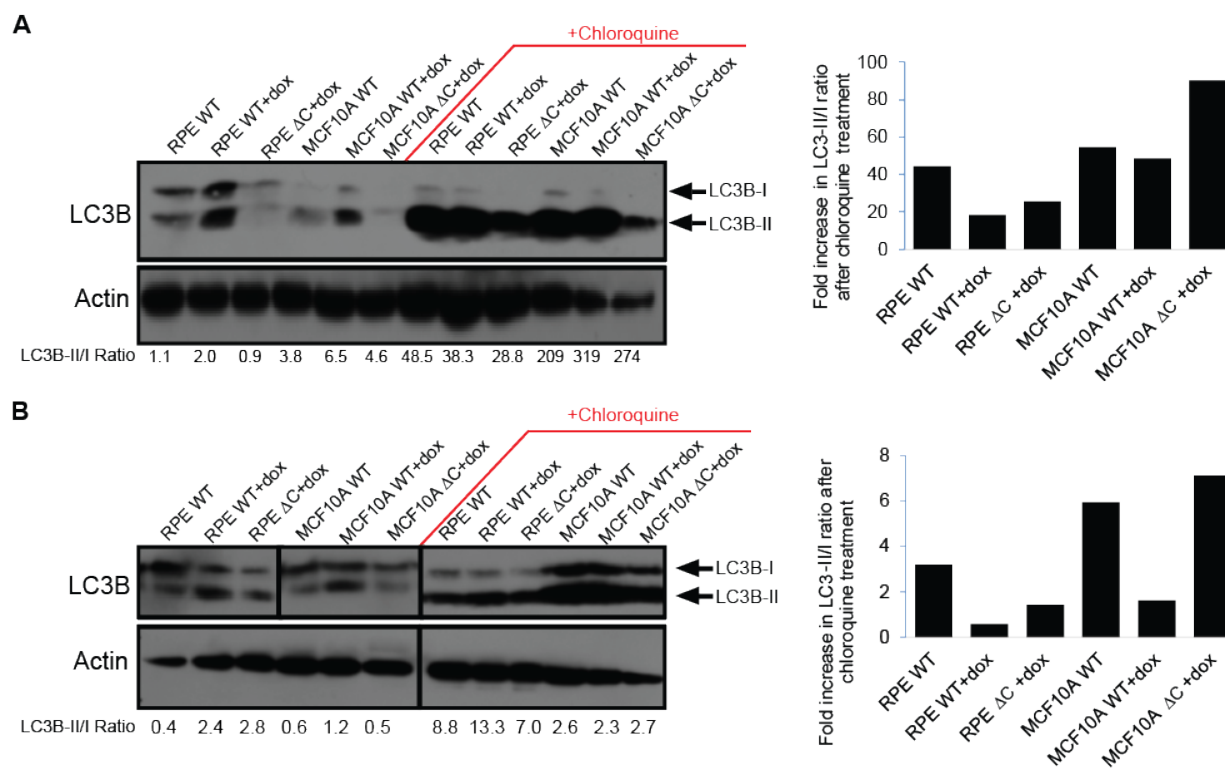 A
+Chloroquine
RPE WT
RPE WT+dox
RPE ΔC+dox
MCF10A WT
MCF10A WT+dox
MCF10A ΔC+dox
RPE WT
RPE WT+dox
RPE ΔC+dox
MCF10A WT
MCF10A WT+dox
MCF10A ΔC+dox
LC3B
LC3B-I
LC3B-II
Actin
LC3B-II/I Ratio 1.1 2.0 0.9 3.8 6.5 4.6 48.5 38.3 28.8 209 319 274
Fold increase in LC3-II/I ratio
after chloroquine treatment
100
80
60
40
20
0
RPE WT
RPE WT+dox
RPE ΔC +dox
MCF10A WT
MCF10A WT+dox
MCF10A ΔC +dox
B
+Chloroquine
RPE WT
RPE WT+dox
RPE ΔC+dox
MCF10A WT
MCF10A WT+dox
MCF10A ΔC+dox
RPE WT
RPE WT+dox
RPE ΔC+dox
MCF10A WT
MCF10A WT+dox
MCF10A ΔC+dox
LC3B
LC3B-I
LC3B-II
Actin
LC3B-II/I Ratio 0.4 2.4 2.8 0.6 1.2 0.5 8.8 13.3 7.0 2.6 2.3 2.7
Fold increase in LC3-II/I ratio after
chloroquine treatment
8
6
4
2
0
RPE WT
RPE WT+dox
RPE ΔC +dox
MCF10A WT
MCF10A WT+dox
MCF10A ΔC +dox